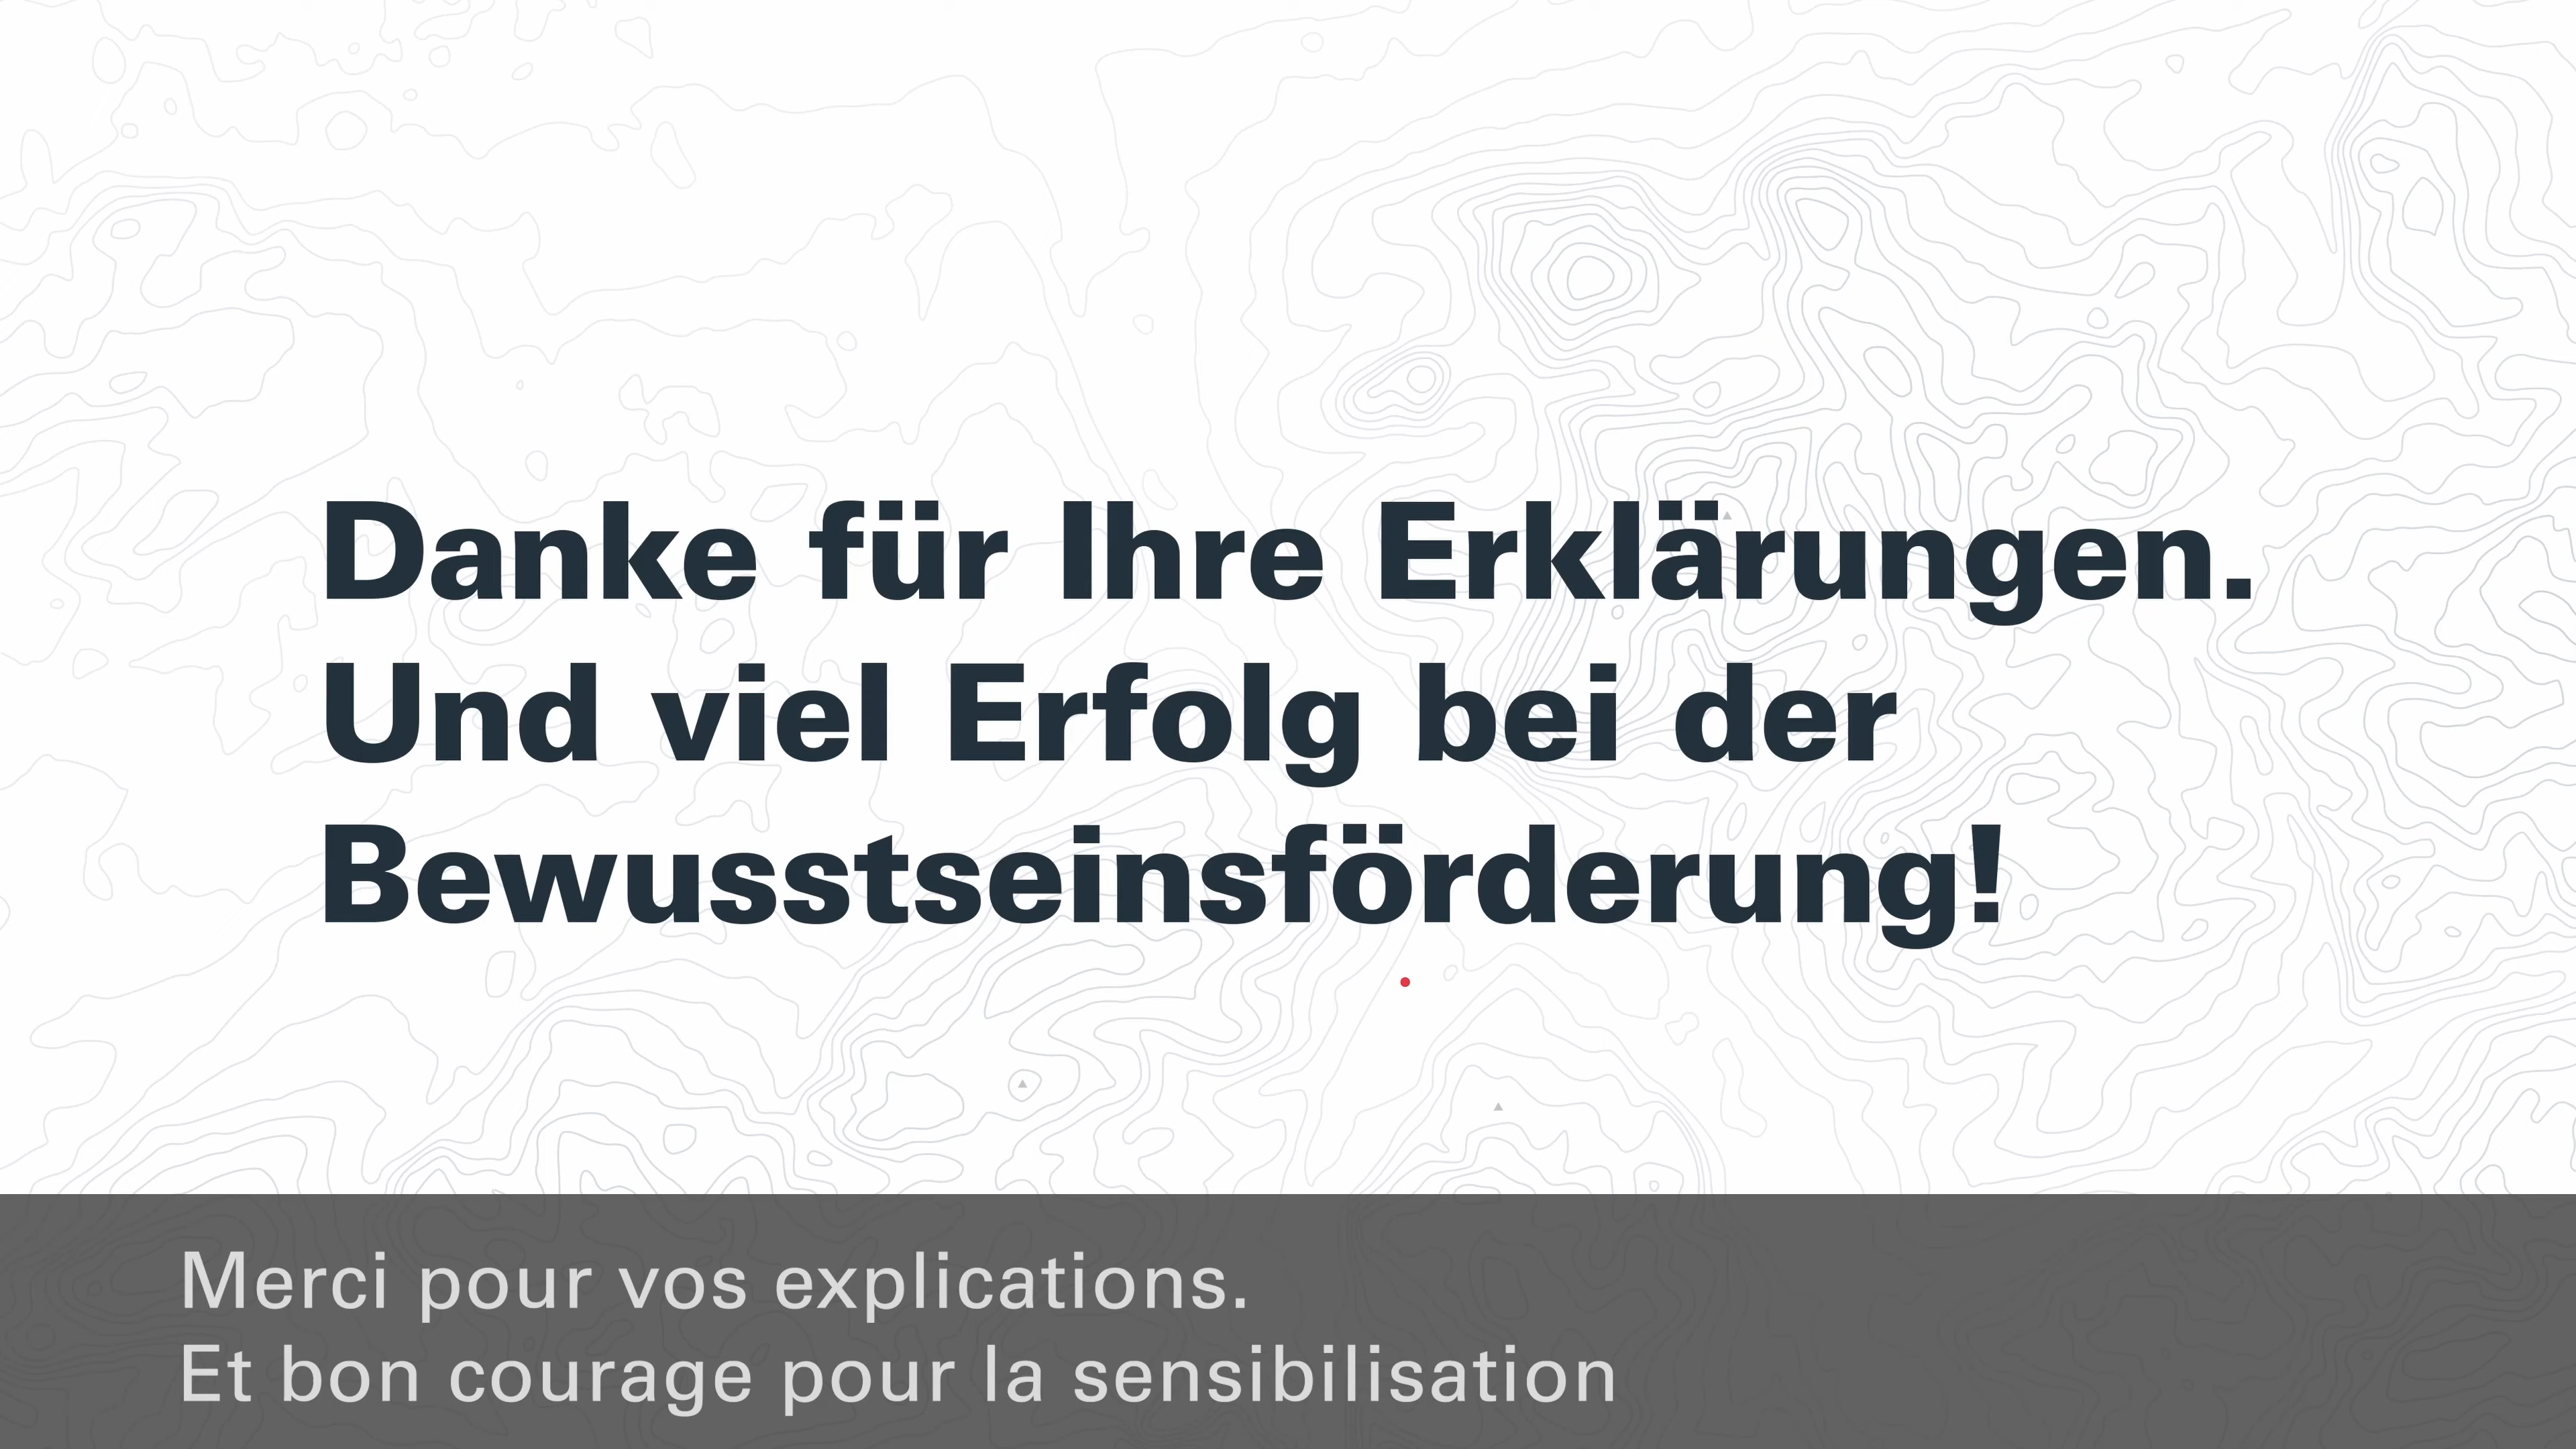 Danke für Ihre Erklärungen.
Und viel Erfolg bei der
Bewusstseinsförderung!
Merci pour vos explications.
Et bon courage pour la sensibilisation